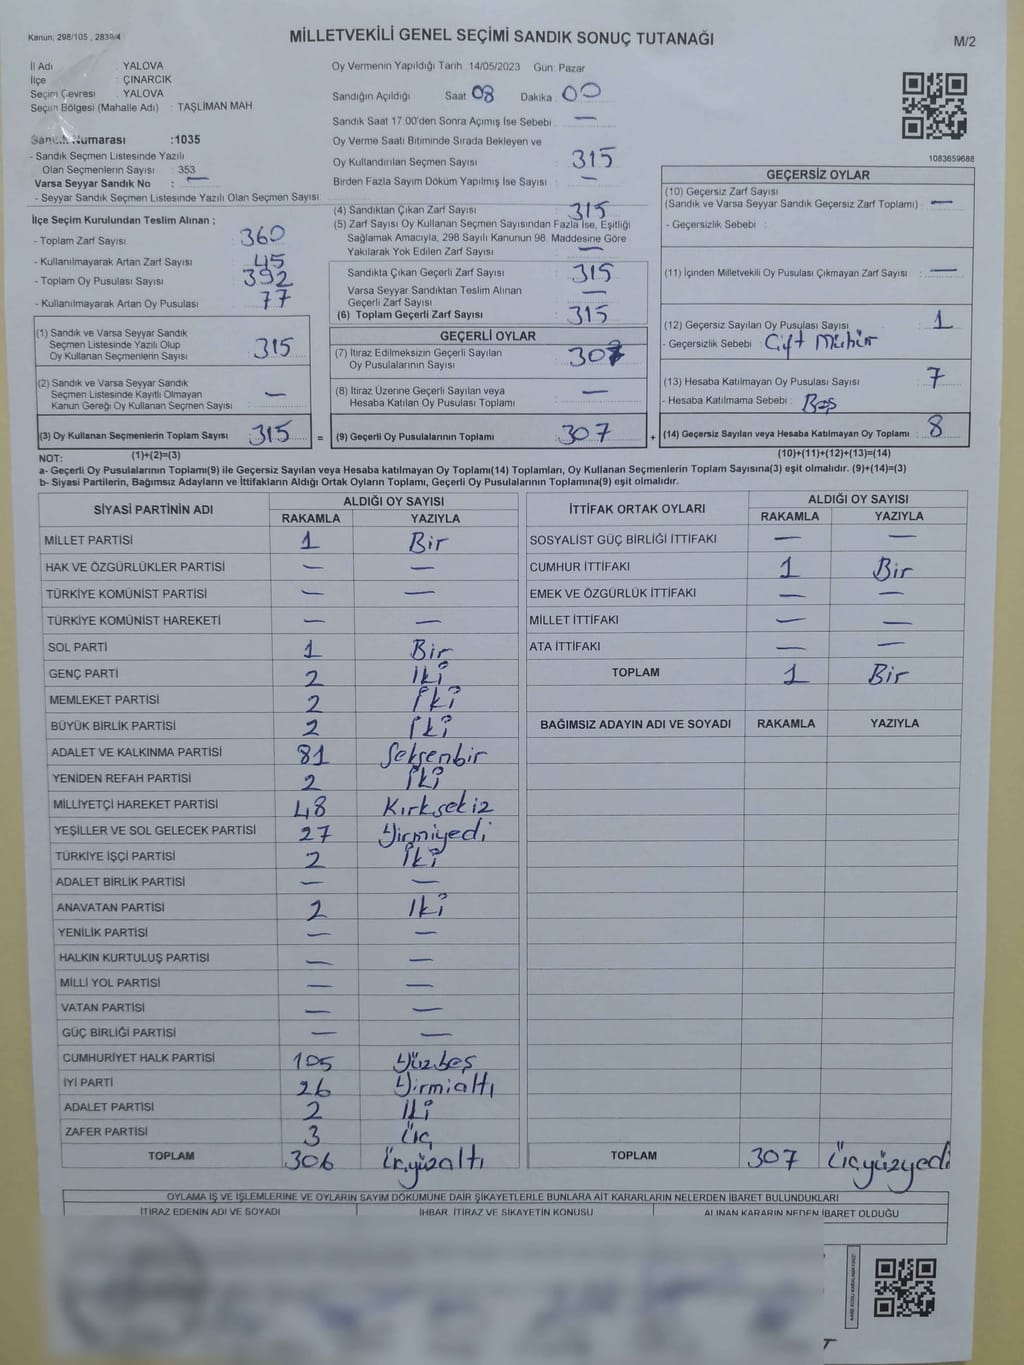 Kanun; 298/105 , 2839/4
MİLLETVEKİLİ GENEL SEÇİMİ SANDIK SONUÇ TUTANAĞI
M/2
İl Adı : YALOVA
İlçe : ÇINARCIK
Seçim Çevresi : YALOVA
Seçim Bölgesi (Mahalle Adı) : TAŞLİMAN MAH.
Oy Vermenin Yapıldığı Tarih :14/05/2023 Gün: Pazar
Sandığın Açıldığı Saat 08 Dakika : 00
Sandık Saat 17:00'den Sonra Açımış İse Sebebi : —
Sandık Numarası :1035
- Sandık Seçmen Listesinde Yazılı
Olan Seçmenlerin Sayısı : 353
Varsa Seyyar Sandık No : —
- Seyyar Sandık Seçmen Listesinde Yazılı Olan Seçmen Sayısı :
Oy Verme Saati Bitiminde Sırada Bekleyen ve
Oy Kullandırılan Seçmen Sayısı : 315
Birden Fazla Sayım Döküm Yapılmış İse Sayısı : —
1083659688
İlçe Seçim Kurulundan Teslim Alınan ;
- Toplam Zarf Sayısı : 360
- Kullanılmayarak Artan Zarf Sayısı : 45
- Toplam Oy Pusulası Sayısı : 392
- Kullanılmayarak Artan Oy Pusulası : 77
(4) Sandıktan Çıkan Zarf Sayısı : 315
(5) Zarf Sayısı Oy Kullanan Seçmen Sayısından Fazla İse, Eşitliği
Sağlamak Amacıyla, 298 Sayılı Kanunun 98. Maddesine Göre
Yakılarak Yok Edilen Zarf Sayısı : —
Sandıkta Çıkan Geçerli Zarf Sayısı : 315
Varsa Seyyar Sandıktan Teslim Alınan
Geçerli Zarf Sayısı : —
(6) Toplam Geçerli Zarf Sayısı : 315
GEÇERSİZ OYLAR
(10) Geçersiz Zarf Sayısı
(Sandık ve Varsa Seyyar Sandık Geçersiz Zarf Toplamı) : —
- Geçersizlik Sebebi :
(11) İçinden Milletvekili Oy Pusulası Çıkmayan Zarf Sayısı : —
(12) Geçersiz Sayılan Oy Pusulası Sayısı : 1
- Geçersizlik Sebebi : Çift Mühür
(13) Hesaba Katılmayan Oy Pusulası Sayısı : 7
- Hesaba Katılmama Sebebi : Boş
(1) Sandık ve Varsa Seyyar Sandık
Seçmen Listesinde Yazılı Olup
Oy Kullanan Seçmenlerin Sayısı : 315
(2) Sandık ve Varsa Seyyar Sandık
Seçmen Listesinde Kayıtlı Olmayan
Kanun Gereği Oy Kullanan Seçmen Sayısı : —
GEÇERLİ OYLAR
(7) İtiraz Edilmeksizin Geçerli Sayılan
Oy Pusulalarının Sayısı : 307
(8) İtiraz Üzerine Geçerli Sayılan veya
Hesaba Katılan Oy Pusulası Toplamı : —
(3) Oy Kullanan Seçmenlerin Toplam Sayısı : 315 = (9) Geçerli Oy Pusulalarının Toplamı : 307 + (14) Geçersiz Sayılan veya Hesaba Katılmayan Oy Toplamı : 8
NOT: (1)+(2)=(3) (10)+(11)+(12)+(13)=(14)
a- Geçerli Oy Pusulalarının Toplamı(9) ile Geçersiz Sayılan veya Hesaba katılmayan Oy Toplamı(14) Toplamları, Oy Kullanan Seçmenlerin Toplam Sayısına(3) eşit olmalıdır. (9)+(14)=(3)
b- Siyasi Partilerin, Bağımsız Adayların ve İttifakların Aldığı Ortak Oyların Toplamı, Geçerli Oy Pusulalarının Toplamına(9) eşit olmalıdır.
SİYASİ PARTİNİN ADI ALDIĞI OY SAYISI
RAKAMLA YAZIYLA
MİLLET PARTİSİ 1 Bir
HAK VE ÖZGÜRLÜKLER PARTİSİ — —
TÜRKİYE KOMÜNİST PARTİSİ — —
TÜRKİYE KOMÜNİST HAREKETİ — —
SOL PARTİ 1 Bir
GENÇ PARTİ 2 İki
MEMLEKET PARTİSİ 2 İki
BÜYÜK BİRLİK PARTİSİ 2 İki
ADALET VE KALKINMA PARTİSİ 81 Seksenbir
YENİDEN REFAH PARTİSİ 2 İki
MİLLİYETÇİ HAREKET PARTİSİ 48 Kırksekiz
YEŞİLLER VE SOL GELECEK PARTİSİ 27 Yirmiyedi
TÜRKİYE İŞÇİ PARTİSİ 2 İki
ADALET BİRLİK PARTİSİ — —
ANAVATAN PARTİSİ 2 İki
YENİLİK PARTİSİ — —
HALKIN KURTULUŞ PARTİSİ — —
MİLLİ YOL PARTİSİ — —
VATAN PARTİSİ — —
GÜÇ BİRLİĞİ PARTİSİ — —
CUMHURİYET HALK PARTİSİ 105 Yüzbeş
İYİ PARTİ 26 Yirmialtı
ADALET PARTİSİ 2 İki
ZAFER PARTİSİ 3 Üç
TOPLAM 306 Üçyüzaltı
İTTİFAK ORTAK OYLARI ALDIĞI OY SAYISI
RAKAMLA YAZIYLA
SOSYALİST GÜÇ BİRLİĞİ İTTİFAKI — —
CUMHUR İTTİFAKI 1 Bir
EMEK VE ÖZGÜRLÜK İTTİFAKI — —
MİLLET İTTİFAKI — —
ATA İTTİFAKI — —
TOPLAM 1 Bir
BAĞIMSIZ ADAYIN ADI VE SOYADI RAKAMLA YAZIYLA
TOPLAM 307 Üçyüzyedi
OYLAMA İŞ VE İŞLEMLERİNE VE OYLARIN SAYIM DÖKÜMÜNE DAİR ŞİKAYETLERLE BUNLARA AİT KARARLARIN NELERDEN İBARET BULUNDUKLARI
İTİRAZ EDENİN ADI VE SOYADI İHBAR, İTİRAZ VE ŞİKAYETİN KONUSU ALINAN KARARIN NEDEN İBARET OLDUĞU